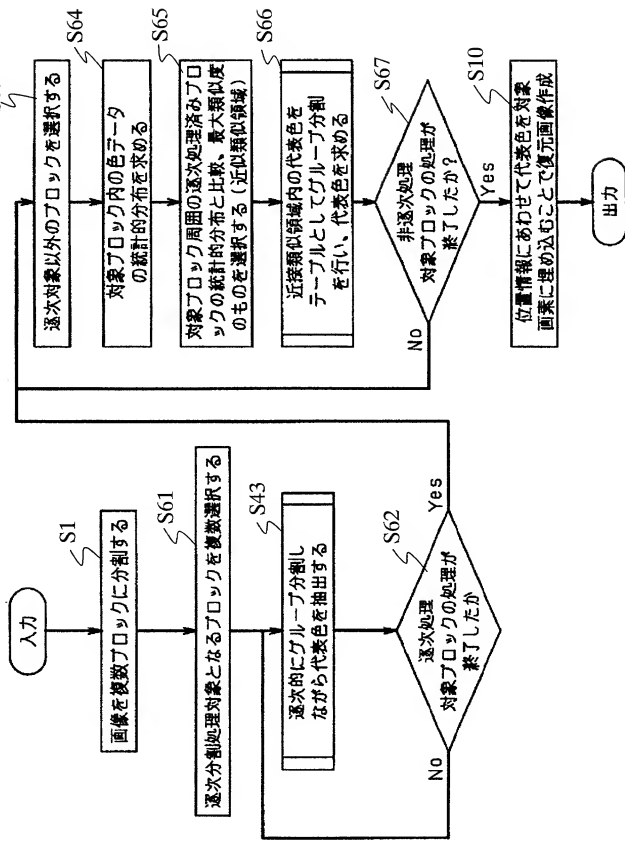 入力
S1
画像を複数ブロックに分割する
S61
逐次分割処理対象となるブロックを複数選択する
S43
逐次的にグループ分割し
ながら代表色を抽出する
S62
逐次処理
対象ブロックの処理が
終了したか
No
Yes
逐次対象以外のブロックを選択する
S64
対象ブロック内の色データ
の統計的分布を求める
S65
対象ブロック周囲の逐次処理済みブロ
ックの統計的分布と比較、最大類似度
のものを選択する(近似類似領域)
S66
近接類似領域内の代表色を
テーブルとしてグループ分割
を行い、代表色を求める
S67
非逐次処理
対象ブロックの処理が
終了したか?
No
Yes
S10
位置情報にあわせて代表色を対象
画素に埋め込むことで復元画像作成
出力